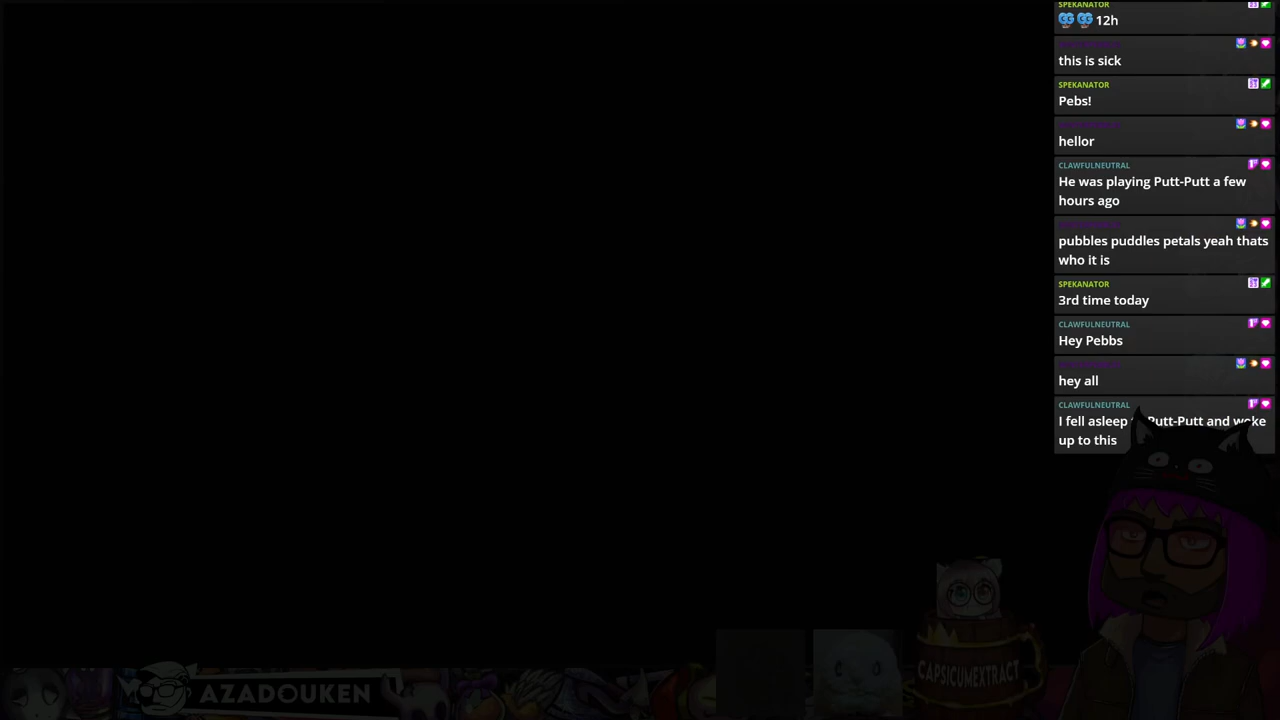 SPEKANATOR
12h
this is sick
SPEKANATOR
Pebs!
hellor
CLAWFULNEUTRAL
He was playing Putt-Putt a few
hours ago
pubbles puddles petals yeah thats
who it is
SPEKANATOR
3rd time today
CLAWFULNEUTRAL
Hey Pebbs
hey all
CLAWFULNEUTRAL
I fell asleep Putt-Putt and woke
up to this
CAPSICUMEXTRACT
AZADOUKEN